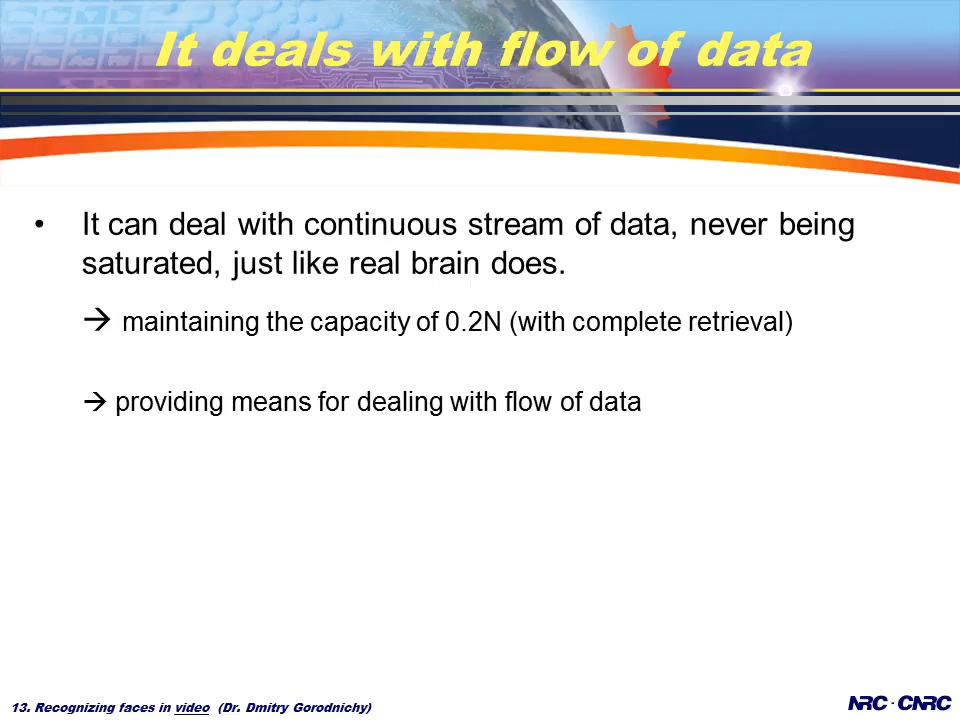 It deals with flow of data
• It can deal with continuous stream of data, never being
saturated, just like real brain does.
→ maintaining the capacity of 0.2N (with complete retrieval)
→ providing means for dealing with flow of data
13. Recognizing faces in video (Dr. Dmitry Gorodnichy)
NRC · CNRC